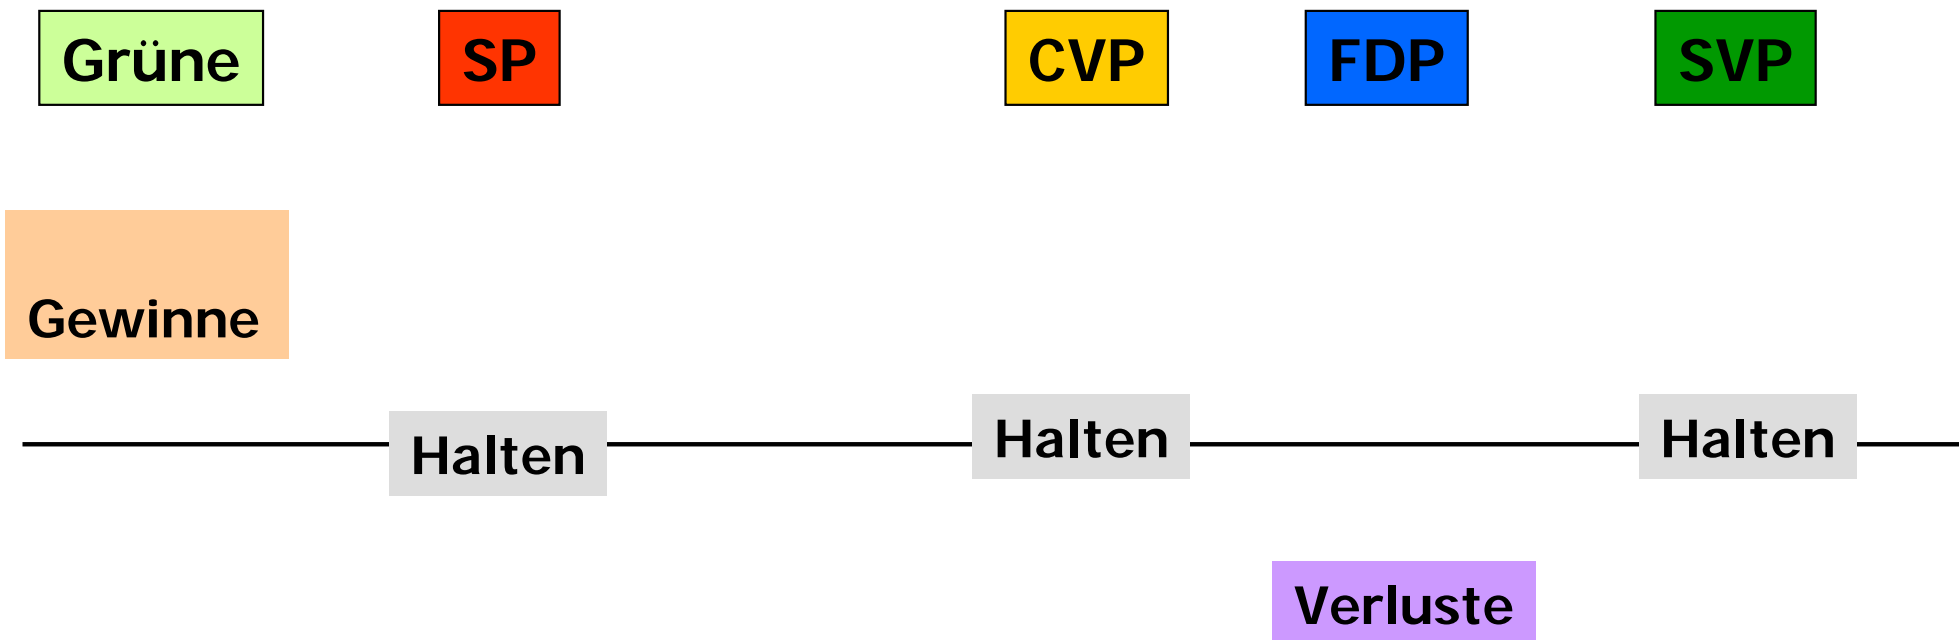 Grüne SP CVP FDP SVP
Gewinne
Halten Halten Halten
Verluste